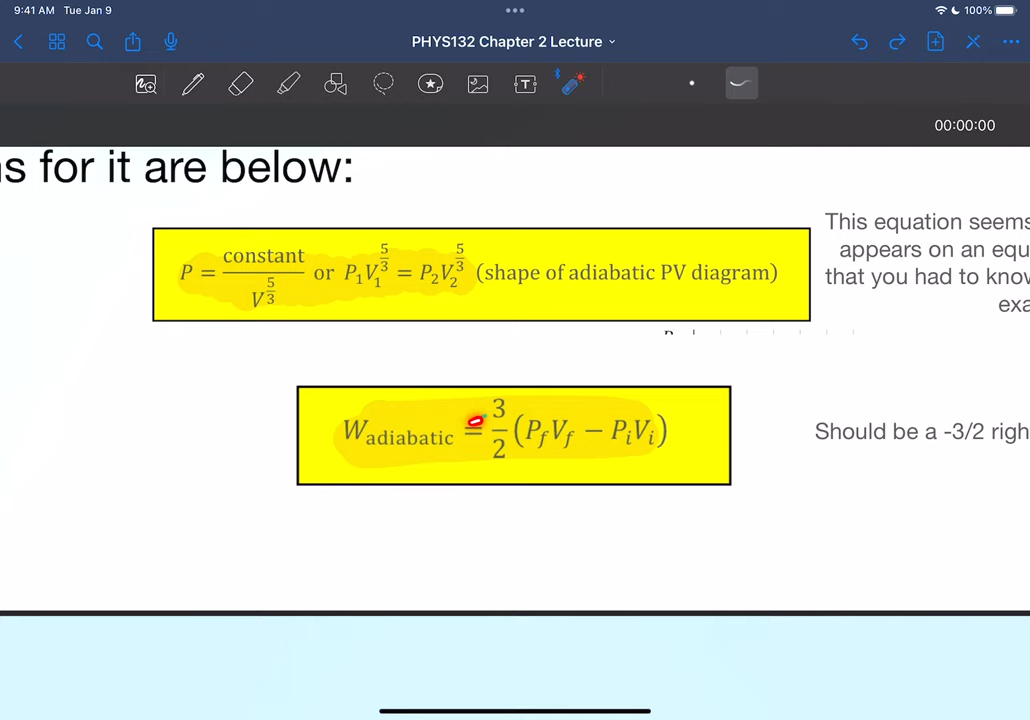 9:41 AM Tue Jan 9
100%
PHYS132 Chapter 2 Lecture
00:00:00
s for it are below:
This equation seems
appears on an equ
that you had to know
exa
P = constant / V^(5/3) or P₁V₁^(5/3) = P₂V₂^(5/3) (shape of adiabatic PV diagram)
W_adiabatic = 3/2 (P_f V_f − P_i V_i)
Should be a -3/2 righ